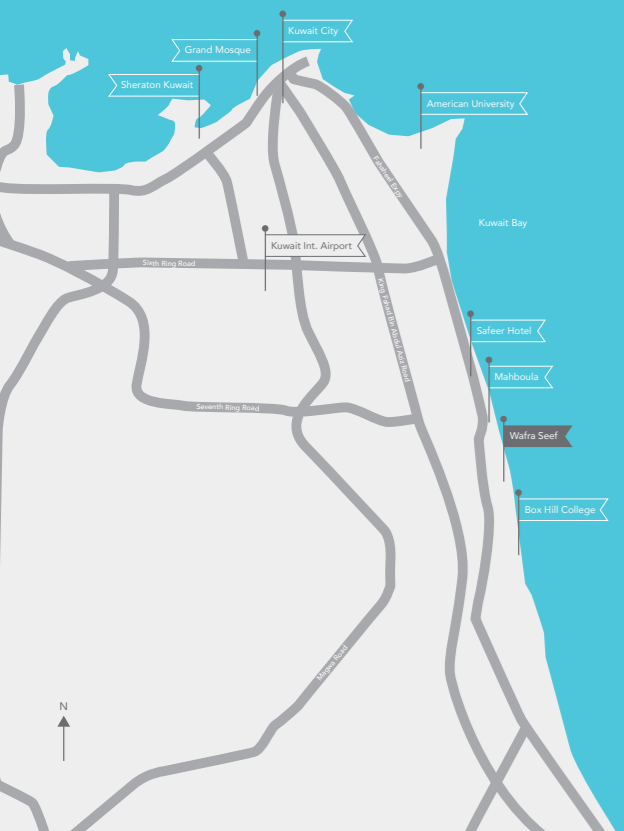 Kuwait City
Grand Mosque
Sheraton Kuwait
American University
Fahaheel Expy
Kuwait Bay
Kuwait Int. Airport
Sixth Ring Road
King Fahad Bin Abdul Aziz Road
Safeer Hotel
Mahboula
Seventh Ring Road
Wafra Seef
Box Hill College
Magwa Road
N